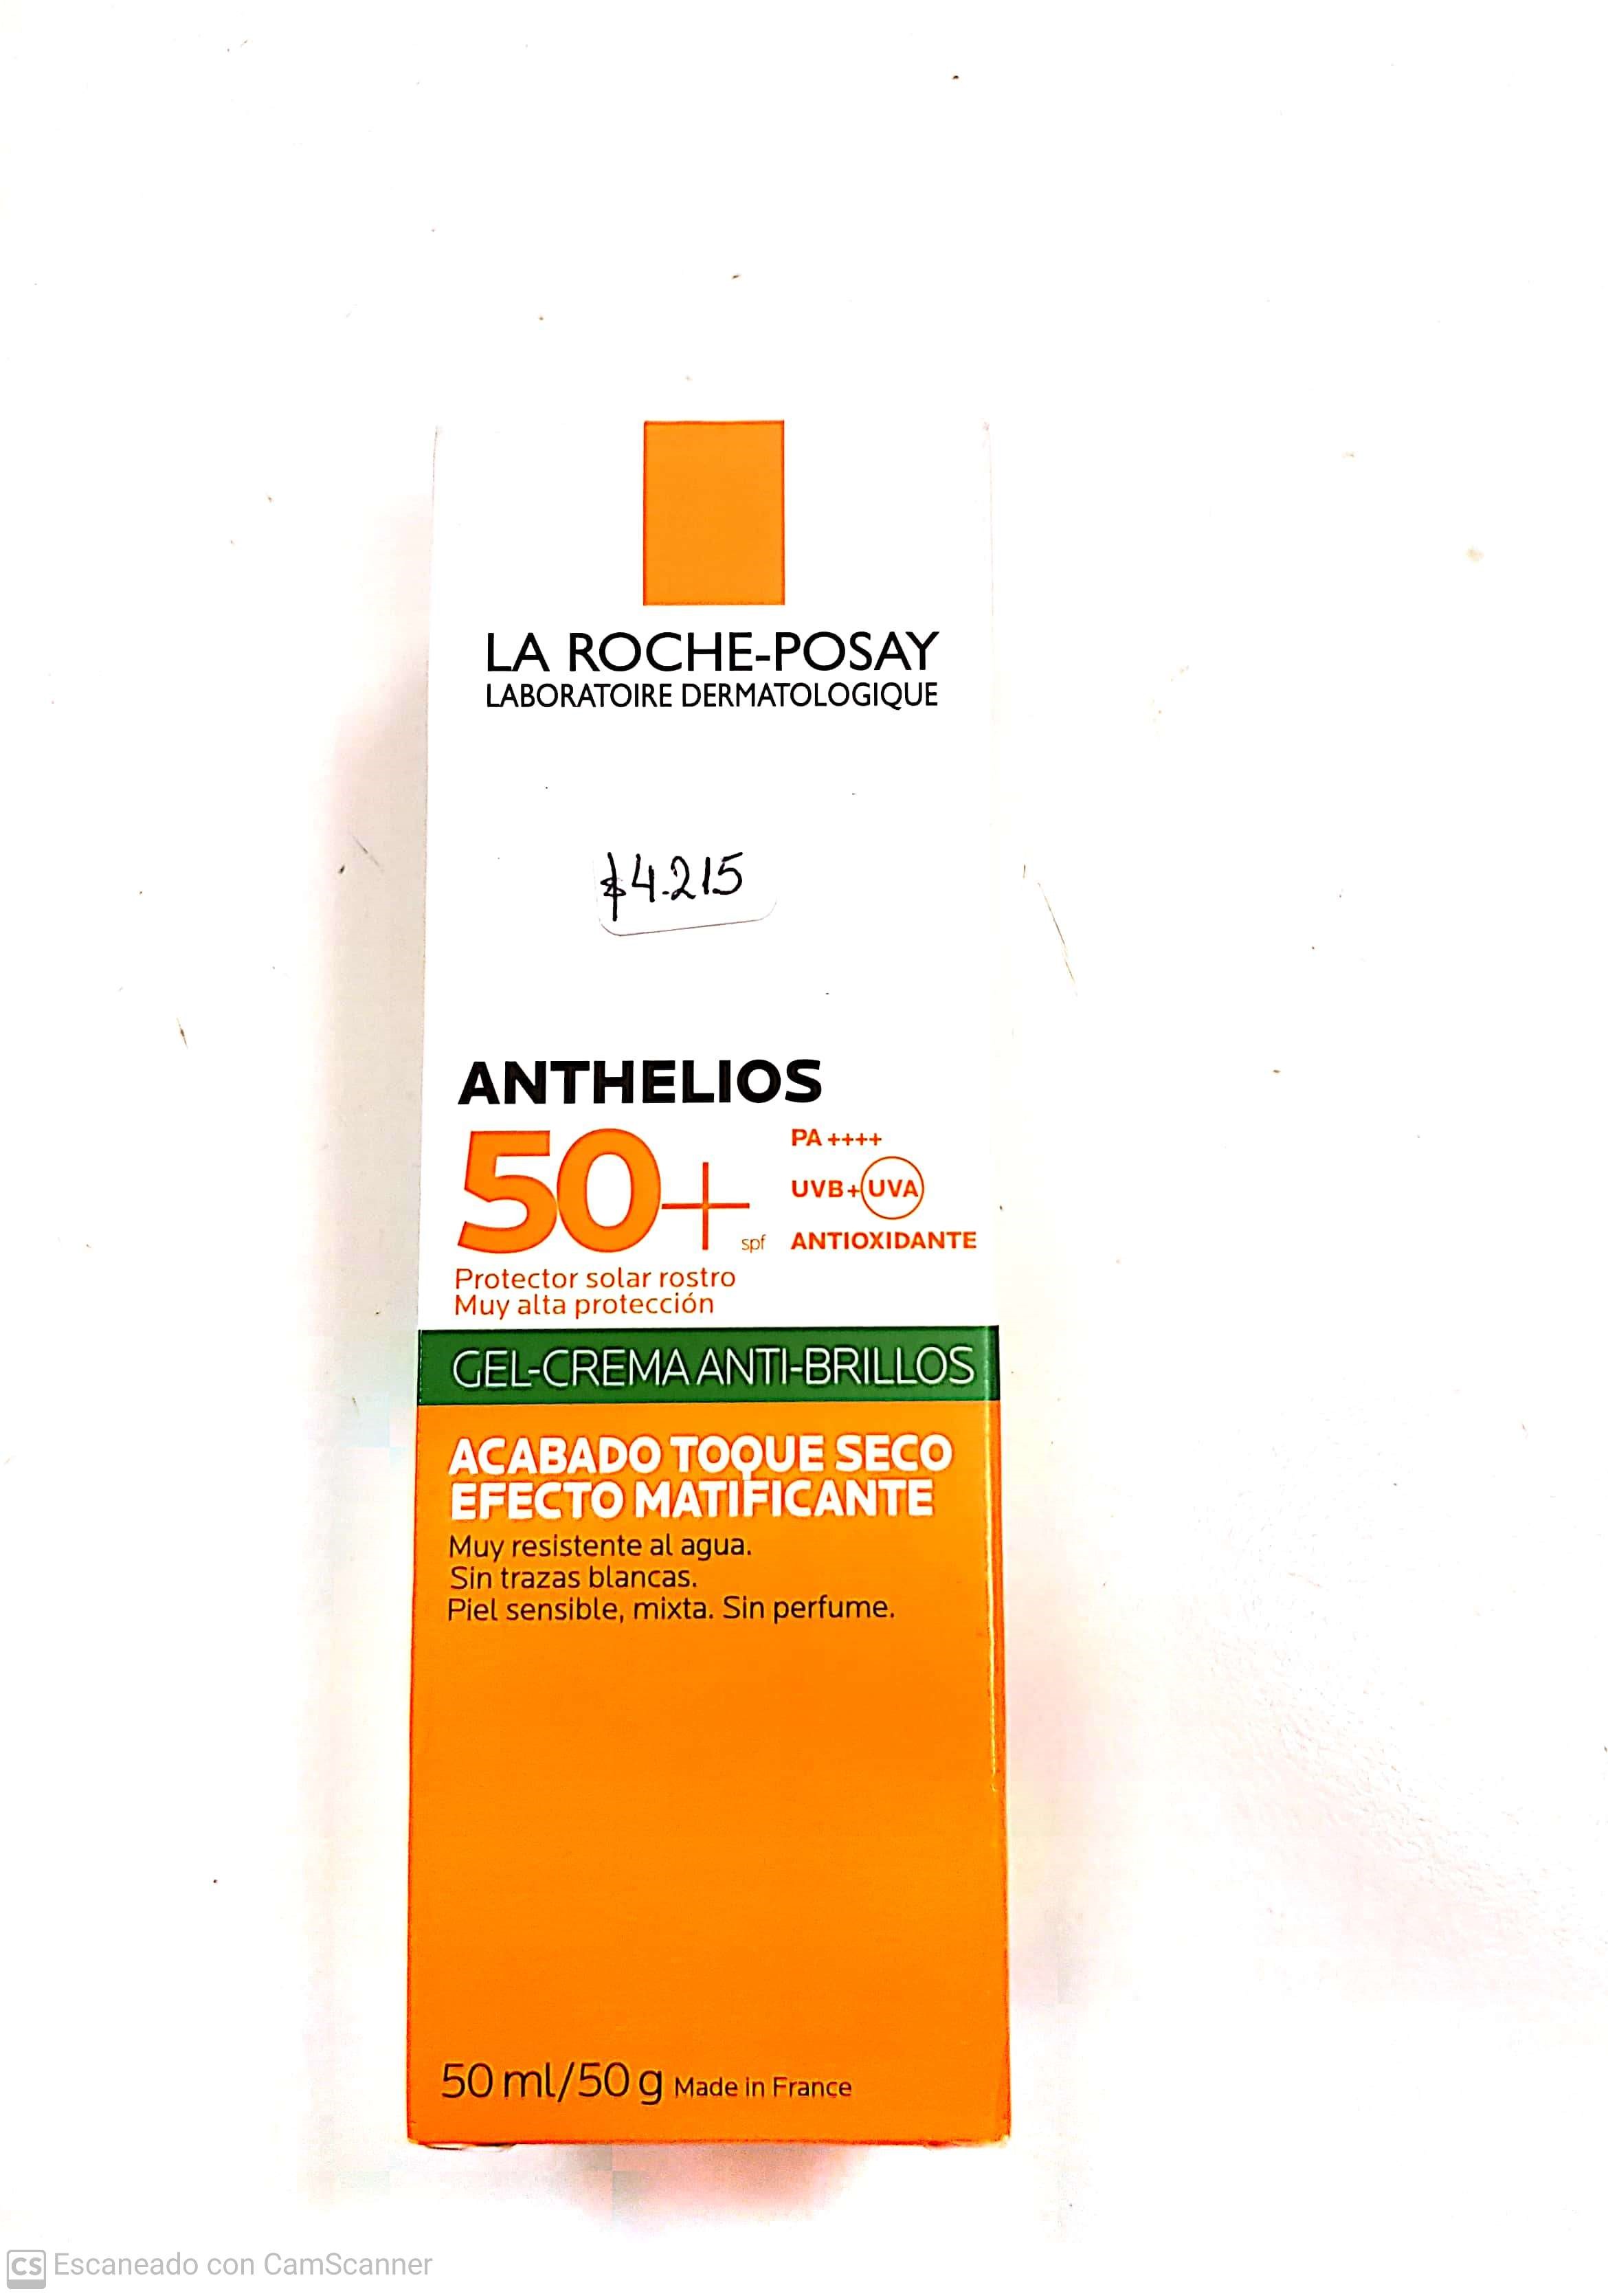 LA ROCHE-POSAY
LABORATOIRE DERMATOLOGIQUE
$4.215
ANTHELIOS
50+ spf
PA ++++
UVB+UVA
ANTIOXIDANTE
Protector solar rostro
Muy alta protección
GEL-CREMA ANTI-BRILLOS
ACABADO TOQUE SECO
EFECTO MATIFICANTE
Muy resistente al agua.
Sin trazas blancas.
Piel sensible, mixta. Sin perfume.
50 ml/50 g Made in France
CS Escaneado con CamScanner